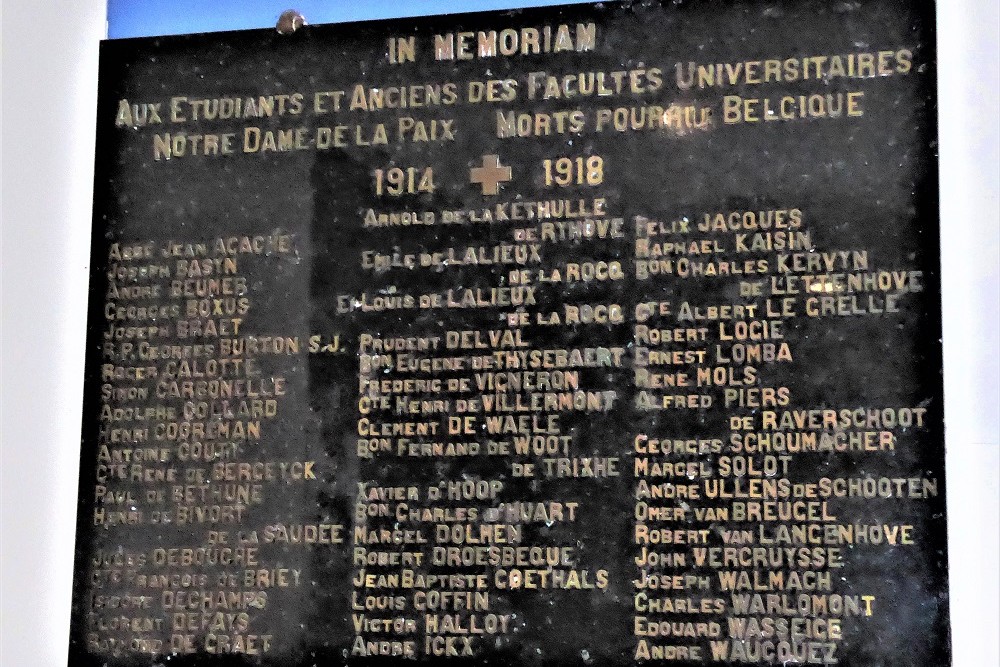 IN MEMORIAM
AUX ETUDIANTS ET ANCIENS DES FACULTÉS UNIVERSITAIRES
NOTRE DAME DE LA PAIX MORTS POUR BELGIQUE
1914 1918
ABBÉ JEAN ACACHE
JOSEPH BASYN
ANDRE BEUMER
GEORGES BOXUS
JOSEPH BRAET
R.P. GEORGES BURTON S.J.
ROGER CALOTTE
SIMON CARBONELLE
ADOLPHE COLLARD
HENRI COGREMAN
ANTOINE
CTE RENE DE BERGEYCK
PAUL DE BETHUNE
HENRI DE BIVORT
DE LA SAUDÉE
JULES DEBOUCHE
CTE FRANÇOIS DE BRIEY
ISIDORE DECHAMPS
FLORENT DEFAYS
RAYMOND DE GRAET
ARNOLD DE LA KETHULLE
DE RYHOVE
EMILE DE LALIEUX
DE LA ROCQ
ET LOUIS DE LALIEUX
DE LA ROCQ
PRUDENT DELVAL
BON EUGENE DE THYSEBAERT
FREDERIC DE VIGNERON
CTE HENRI DE VILLERMONT
CLEMENT DE WAELE
BON FERNAND DE WOOT
DE TRIXHE
XAVIER D'HOOP
BON CHARLES D'HUART
MARCEL DOLMEN
ROBERT DROESBEQUE
JEAN BAPTISTE GOETHALS
LOUIS GOFFIN
VICTOR HALLOY
ANDRE ICKX
FELIX JACQUES
RAPHAEL KAISIN
BON CHARLES KERVYN
DE LETTENHOVE
CTE ALBERT LE GRELLE
ROBERT LOCIE
ERNEST LOMBA
RENE MOLS
ALFRED PIERS
DE RAVERSCHOOT
GEORGES SCHOUMACHER
MARCEL SOLOT
ANDRE ULLENS DE SCHOOTEN
OMER VAN BREUGEL
ROBERT VAN LANGENHOVE
JOHN VERCRUYSSE
JOSEPH WALMACH
CHARLES WARLOMONT
EDOUARD WASSEIGE
ANDRE WAUCQUEZ